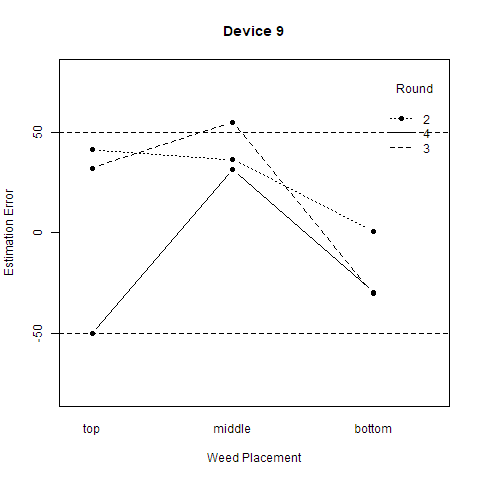 Device 9
Round
2
4
3
Estimation Error
50
0
-50
top middle bottom
Weed Placement